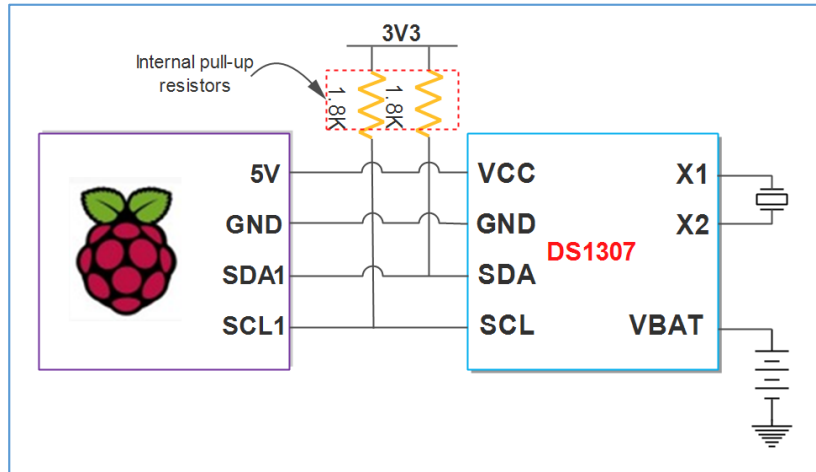 3V3
Internal pull-up
resistors
1.8K
1.8K
5V
GND
SDA1
SCL1
VCC
GND
SDA
SCL
DS1307
X1
X2
VBAT